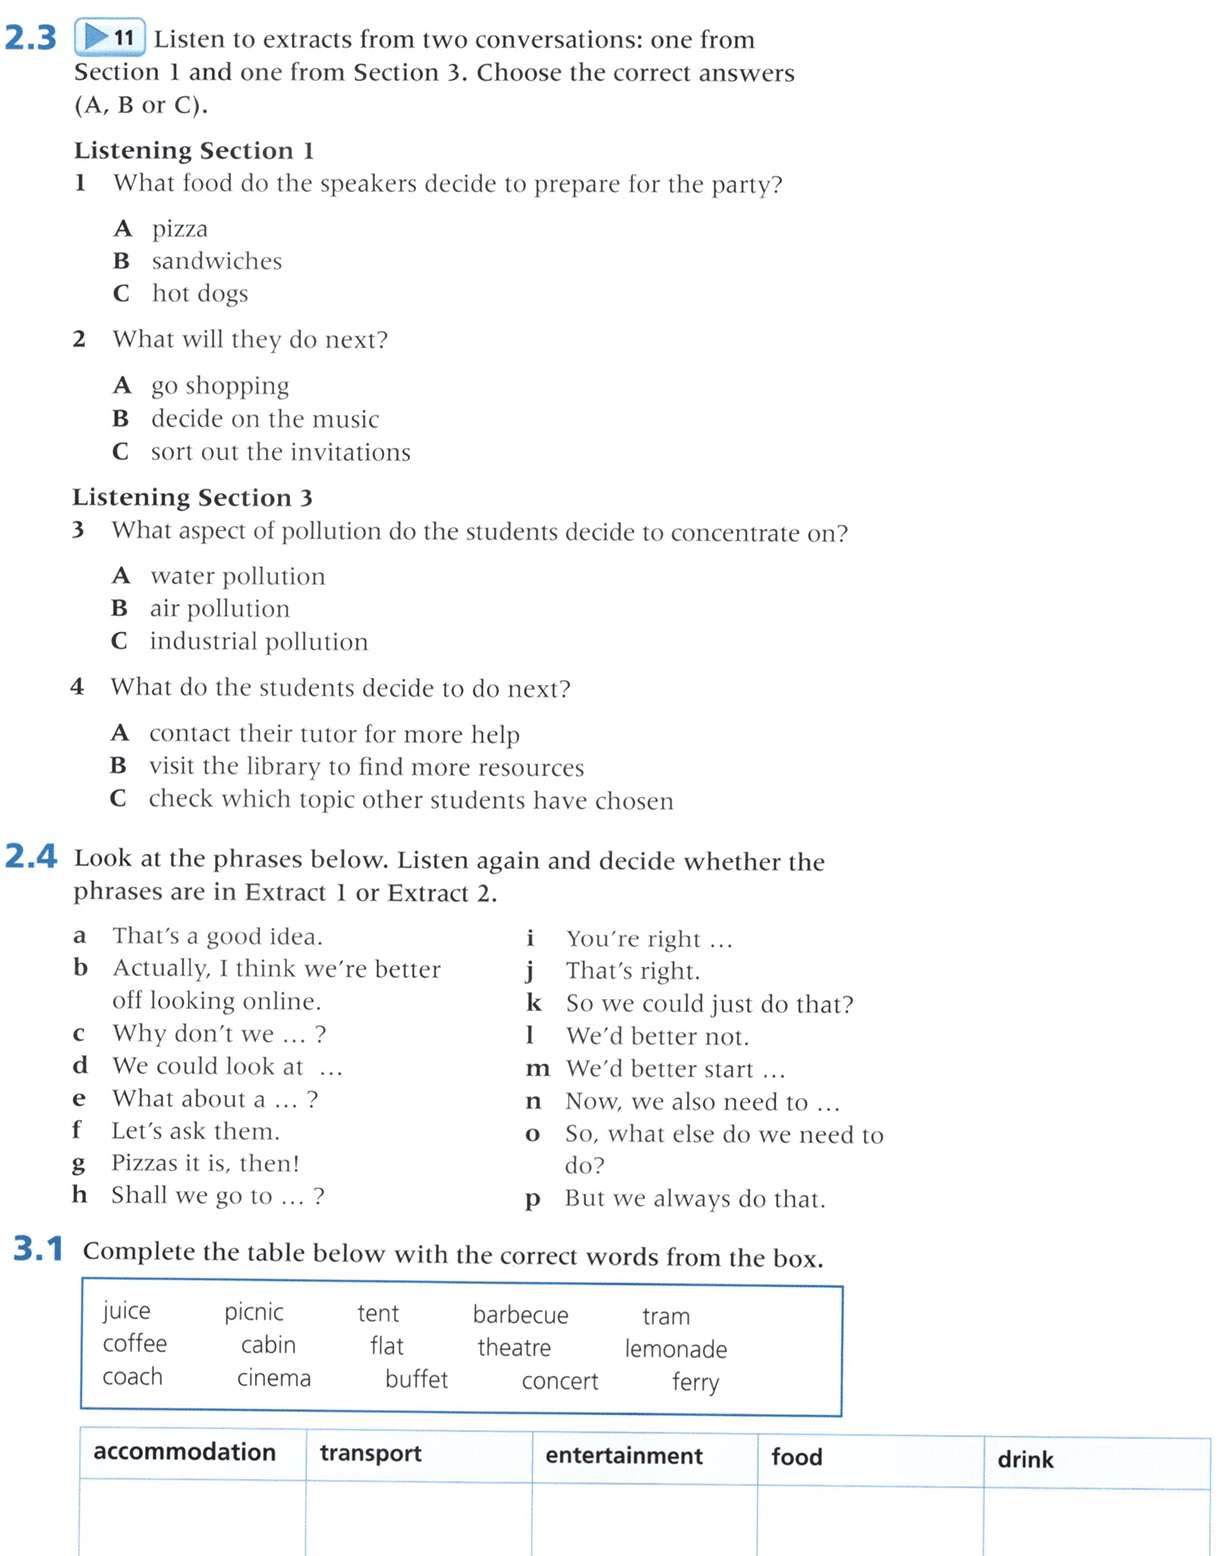 2.3 11 Listen to extracts from two conversations: one from
Section 1 and one from Section 3. Choose the correct answers
(A, B or C).
Listening Section 1
1 What food do the speakers decide to prepare for the party?
A pizza
B sandwiches
C hot dogs
2 What will they do next?
A go shopping
B decide on the music
C sort out the invitations
Listening Section 3
3 What aspect of pollution do the students decide to concentrate on?
A water pollution
B air pollution
C industrial pollution
4 What do the students decide to do next?
A contact their tutor for more help
B visit the library to find more resources
C check which topic other students have chosen
2.4 Look at the phrases below. Listen again and decide whether the
phrases are in Extract 1 or Extract 2.
a That's a good idea.
b Actually, I think we're better
off looking online.
c Why don't we ... ?
d We could look at ...
e What about a ... ?
f Let's ask them.
g Pizzas it is, then!
h Shall we go to ... ?
i You're right ...
j That's right.
k So we could just do that?
l We'd better not.
m We'd better start ...
n Now, we also need to ...
o So, what else do we need to
do?
p But we always do that.
3.1 Complete the table below with the correct words from the box.
juice picnic tent barbecue tram
coffee cabin flat theatre lemonade
coach cinema buffet concert ferry
accommodation transport entertainment food drink